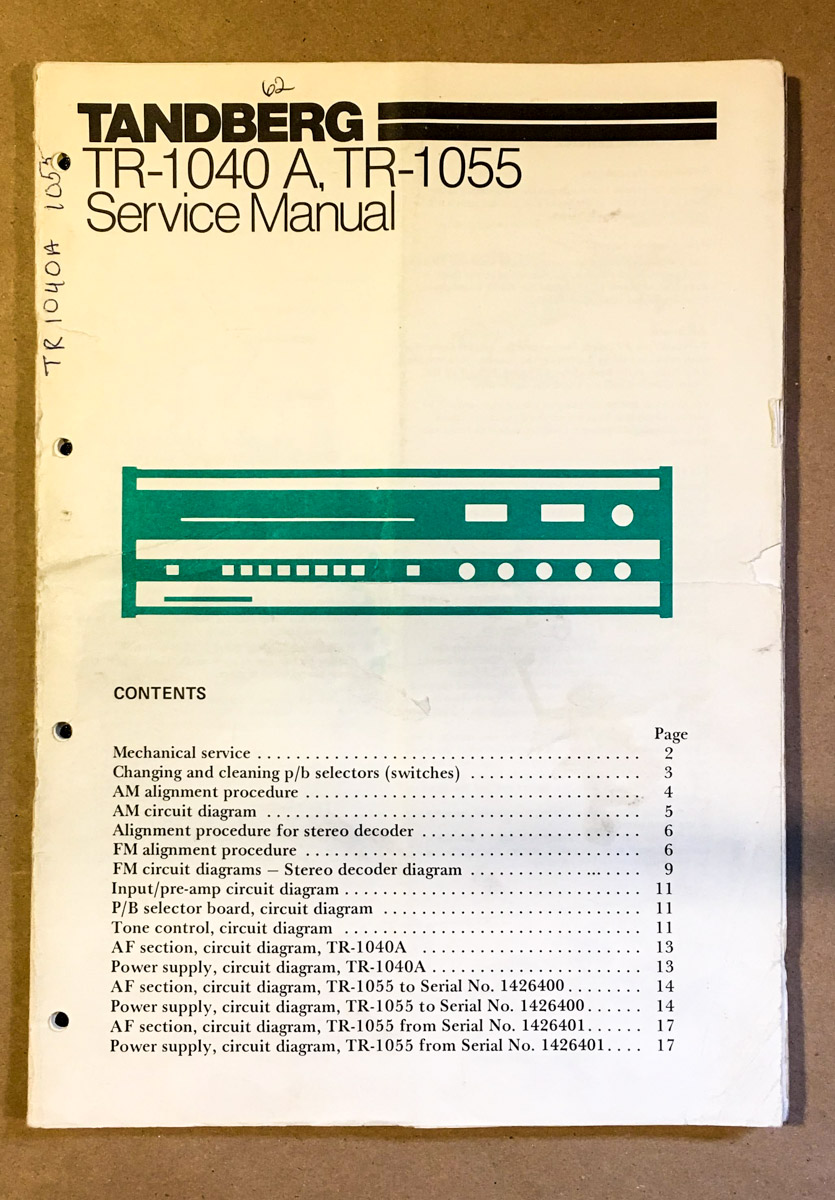 62
TANDBERG
TR-1040 A, TR-1055
Service Manual
TR 1040A 1055
CONTENTS
Page
Mechanical service ........................................ 2
Changing and cleaning p/b selectors (switches) .................. 3
AM alignment procedure ................................... 4
AM circuit diagram ....................................... 5
Alignment procedure for stereo decoder ....................... 6
FM alignment procedure ................................... 6
FM circuit diagrams – Stereo decoder diagram .................. 9
Input/pre-amp circuit diagram ............................... 11
P/B selector board, circuit diagram ........................... 11
Tone control, circuit diagram ............................... 11
AF section, circuit diagram, TR-1040A ....................... 13
Power supply, circuit diagram, TR-1040A ...................... 13
AF section, circuit diagram, TR-1055 to Serial No. 1426400 ........ 14
Power supply, circuit diagram, TR-1055 to Serial No. 1426400 ...... 14
AF section, circuit diagram, TR-1055 from Serial No. 1426401 ...... 17
Power supply, circuit diagram, TR-1055 from Serial No. 1426401 .... 17